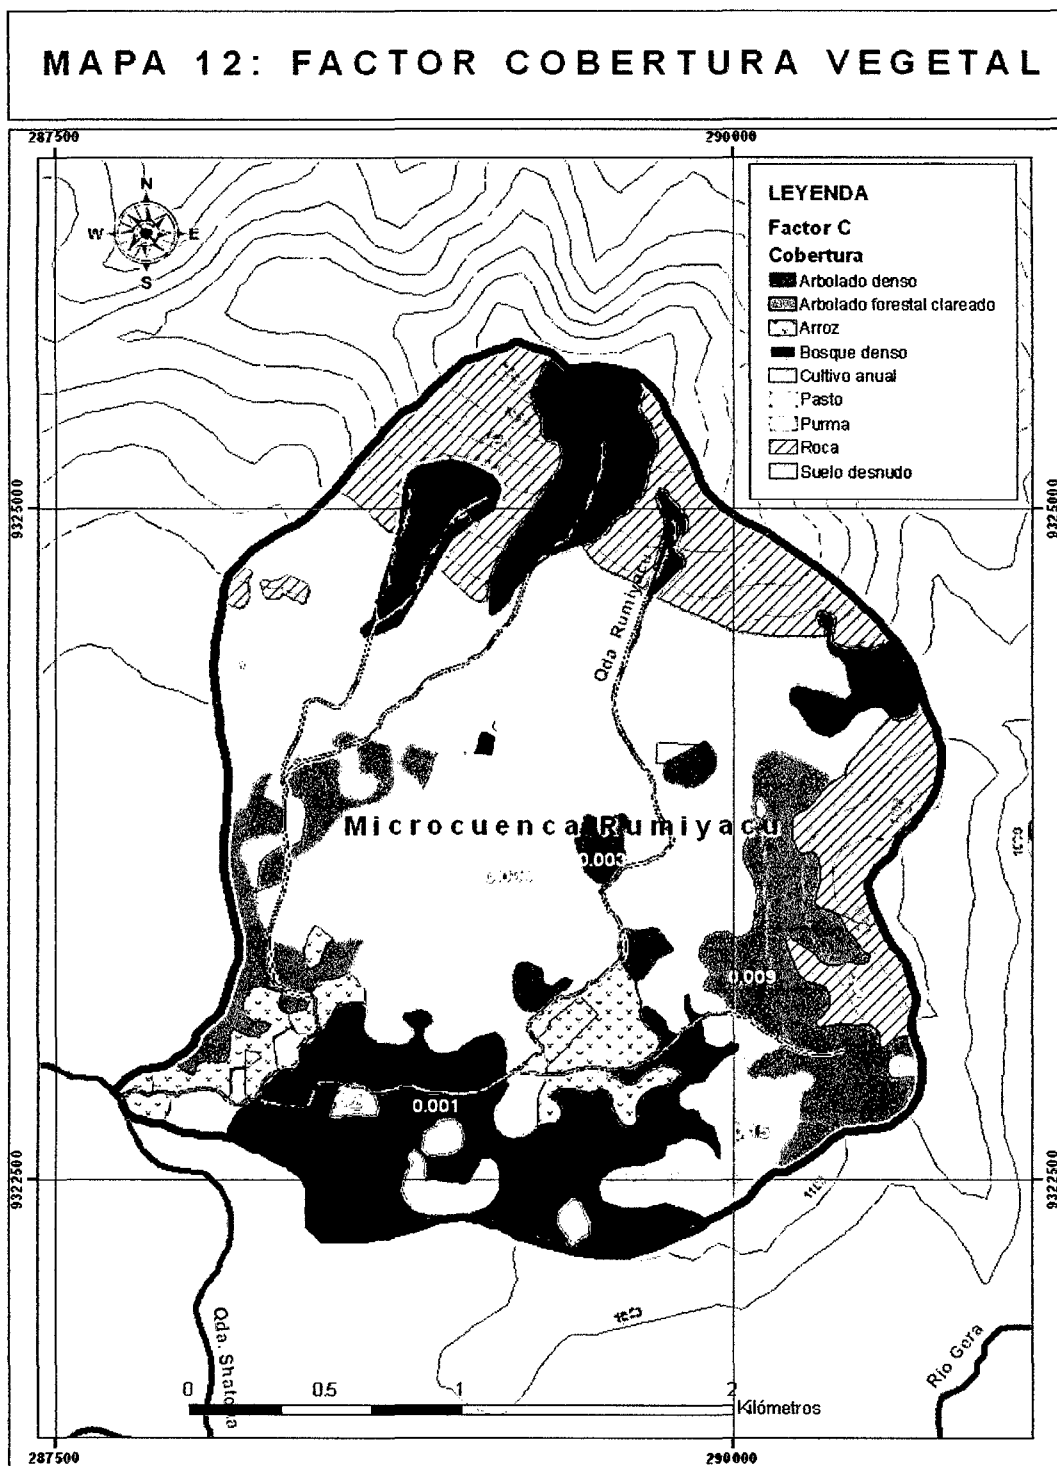 MAPA 12: FACTOR COBERTURA VEGETAL
287500
290000
N
W
E
S
LEYENDA
Factor C
Cobertura
Arbolado denso
Arbolado forestal clareado
Arroz
Bosque denso
Cultivo anual
Pasto
Purma
Roca
Suelo desnudo
9325000
9325000
Qda Rumiyacu
Microcuenca Rumiyacu
0.003
0.009
0.001
9322500
9322500
1100
Qda. Shatona
Rio Gera
0
0.5
1
2
Kilómetros
287500
290000